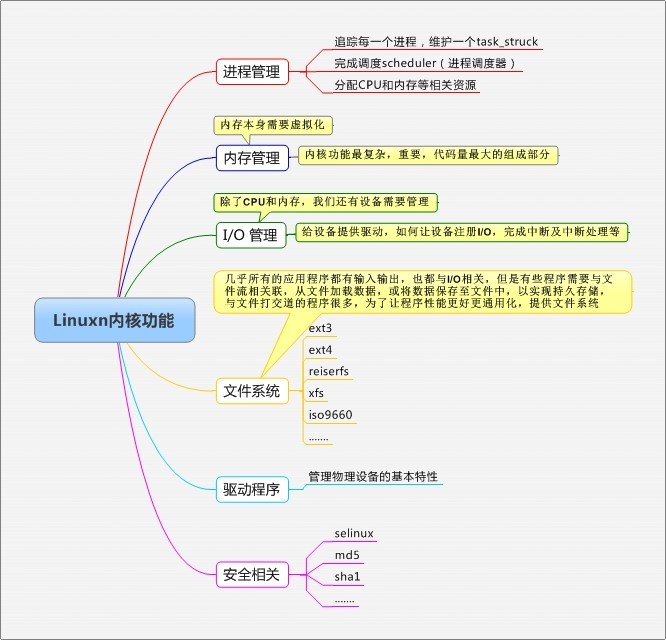 Linuxn内核功能
进程管理
追踪每一个进程，维护一个task_struck
完成调度scheduler（进程调度器）
分配CPU和内存等相关资源
内存本身需要虚拟化
内存管理
内核功能最复杂，重要，代码量最大的组成部分
除了CPU和内存，我们还有设备需要管理
I/O 管理
给设备提供驱动，如何让设备注册I/O，完成中断及中断处理等
几乎所有的应用程序都有输入输出，也都与I/O相关，但是有些程序需要与文
件流相关联，从文件加载数据，或将数据保存至文件中，以实现持久存储，
与文件打交道的程序很多，为了让程序性能更好更通用化，提供文件系统
文件系统
ext3
ext4
reiserfs
xfs
iso9660
.......
驱动程序
管理物理设备的基本特性
安全相关
selinux
md5
sha1
.......